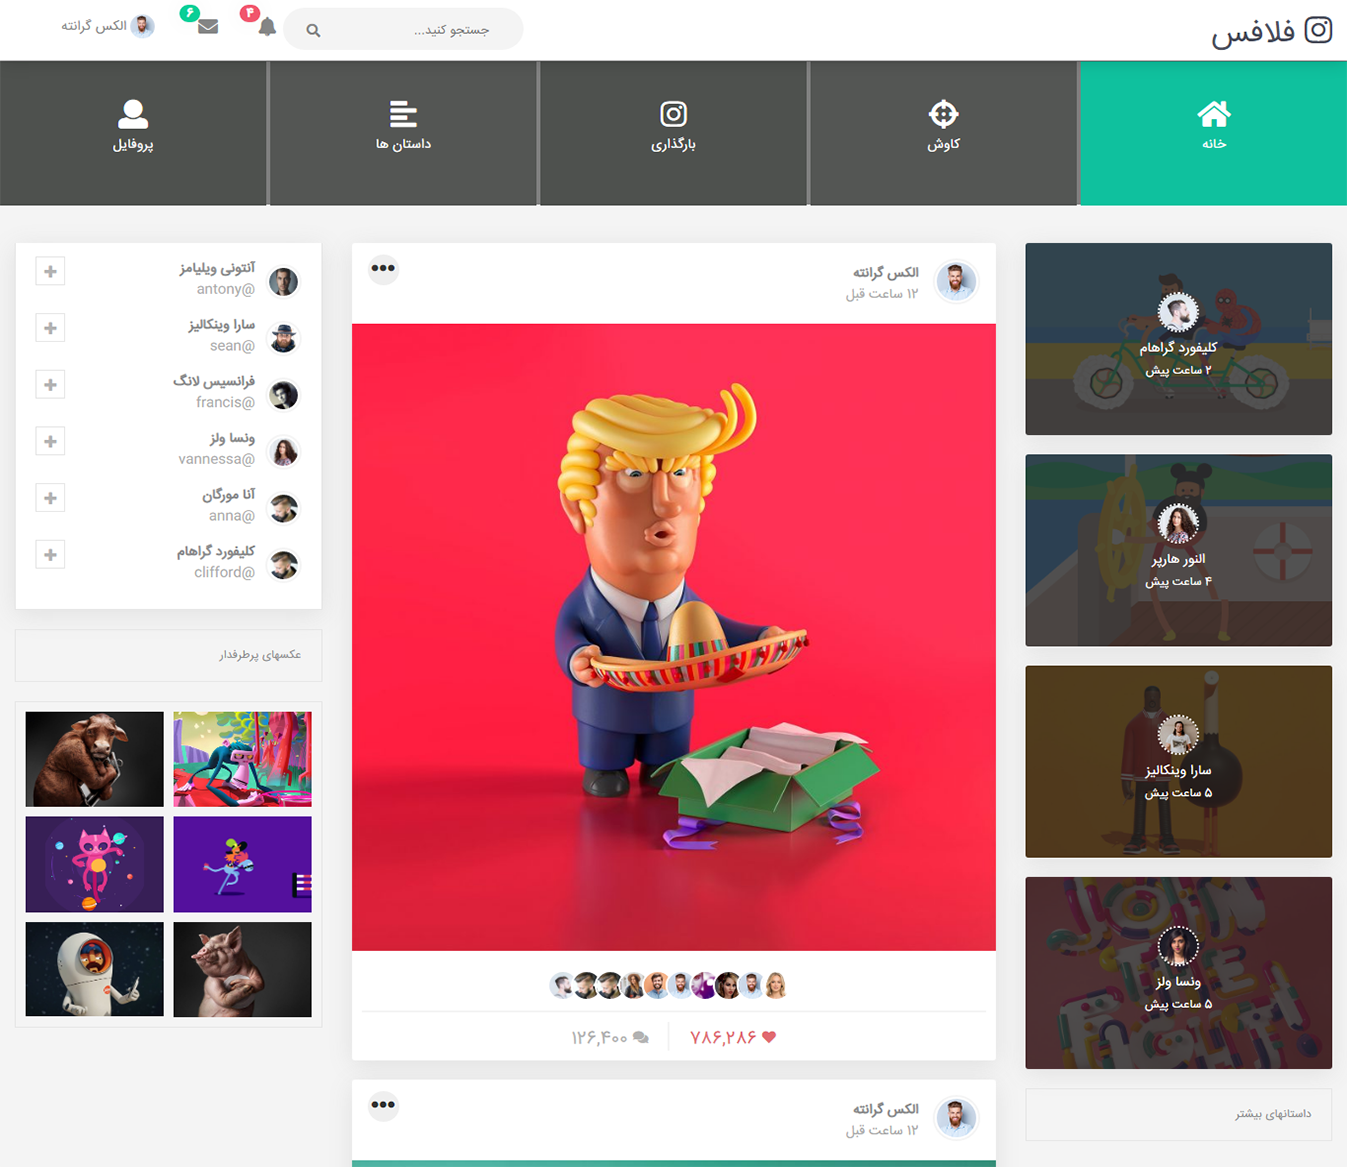 فلافس
جستجو کنید...
۴
۶
الکس گرانته
خانه
کاوش
بارگذاری
داستان ها
پروفایل
کلیفورد گراهام
۲ ساعت پیش
النور هارپر
۴ ساعت پیش
سارا وینکالیز
۵ ساعت پیش
ونسا ولز
۵ ساعت پیش
داستانهای بیشتر
الکس گرانته
۱۲ ساعت قبل
۷۸۶,۲۸۶
۱۲۶,۴۰۰
الکس گرانته
۱۲ ساعت قبل
آنتونی ویلیامز
antony@
سارا وینکالیز
sean@
فرانسیس لانگ
francis@
ونسا ولز
vannessa@
آنا مورگان
anna@
کلیفورد گراهام
clifford@
عکسهای پرطرفدار